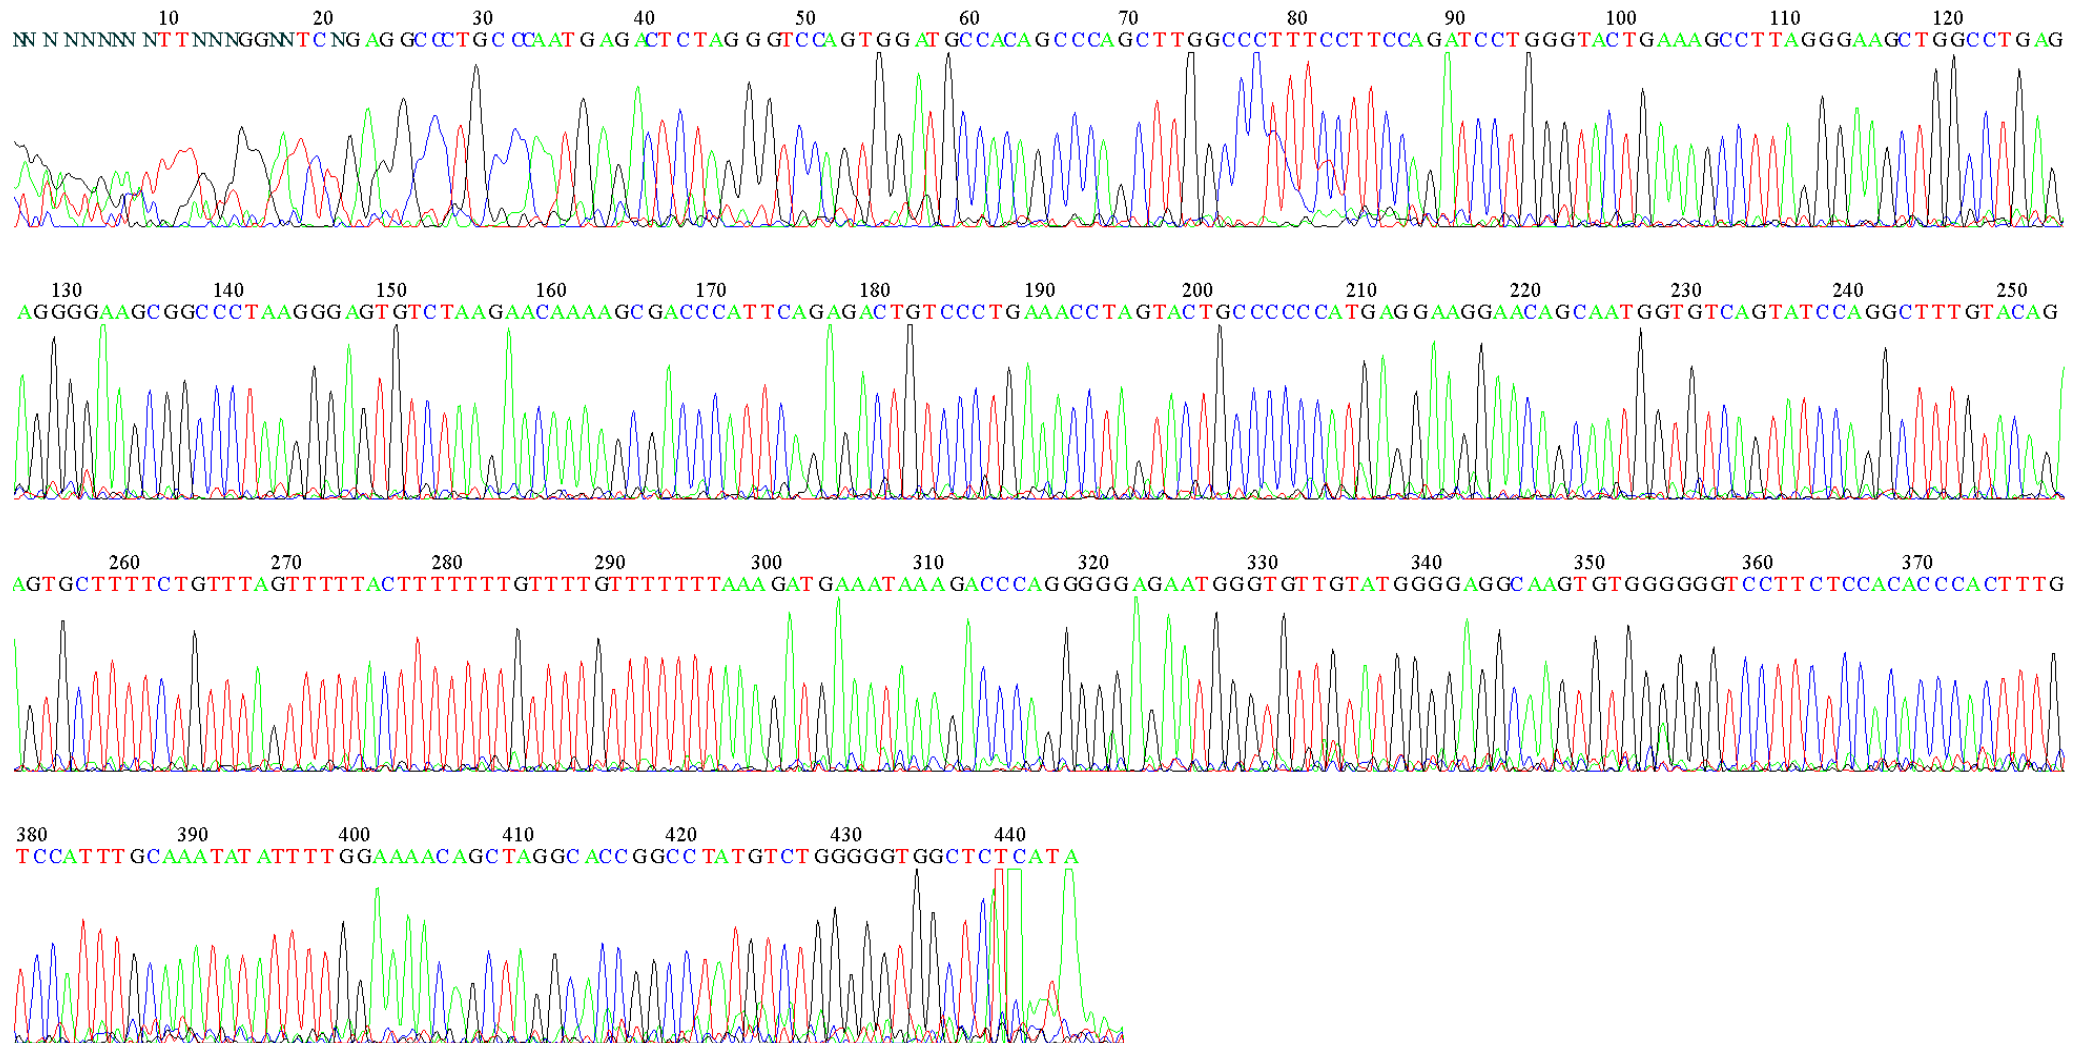 10 20 30 40 50 60 70 80 90 100 110 120
NN N NNNNN NTTNNNGGNNTCNGAGGCCCTGCCCAATGAGACTCTAGGGTCCAGTGGATGCCACAGCCCAGCTTGGCCCTTTCCTTCCAGATCCTGGGTACTGAAAGCCTTAGGGAAGCTGGCCTGAG
130 140 150 160 170 180 190 200 210 220 230 240 250
AGGGGAAGCGGCCCTAAGGGAGTGTCTAAGAACAAAAGCGACCCATTCAGAGACTGTCCCTGAAACCTAGTACTGCCCCCCATGAGGAAGGAACAGCAATGGTGTCAGTATCCAGGCTTTGTACAG
260 270 280 290 300 310 320 330 340 350 360 370
AGTGCTTTTCTGTTTAGTTTTTACTTTTTTTGTTTTGTTTTTTTAAAGATGAAATAAAGACCCAGGGGGAGAATGGGTGTTGTATGGGGAGGCAAGTGTGGGGGGTCCTTCTCCACACCCACTTTG
380 390 400 410 420 430 440
TCCATTTGCAAATATATTTTGGAAAACAGCTAGGCACCGGCCTATGTCTGGGGGTGGCTCTCATA